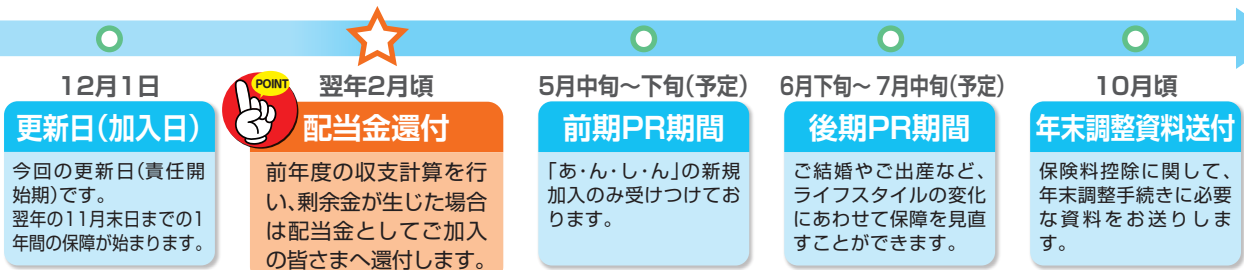 12月1日
更新日(加入日)
今回の更新日(責任開
始期)です。
翌年の11月末日までの1
年間の保障が始まります。
POINT
翌年2月頃
配当金還付
前年度の収支計算を行
い、剰余金が生じた場合
は配当金としてご加入
の皆さまへ還付します。
5月中旬～下旬(予定)
前期PR期間
「あ・ん・し・ん」の新規
加入のみ受けつけてお
ります。
6月下旬～7月中旬(予定)
後期PR期間
ご結婚やご出産など、
ライフスタイルの変化
にあわせて保障を見直
すことができます。
10月頃
年末調整資料送付
保険料控除に関して、
年末調整手続きに必要
な資料をお送りしま
す。